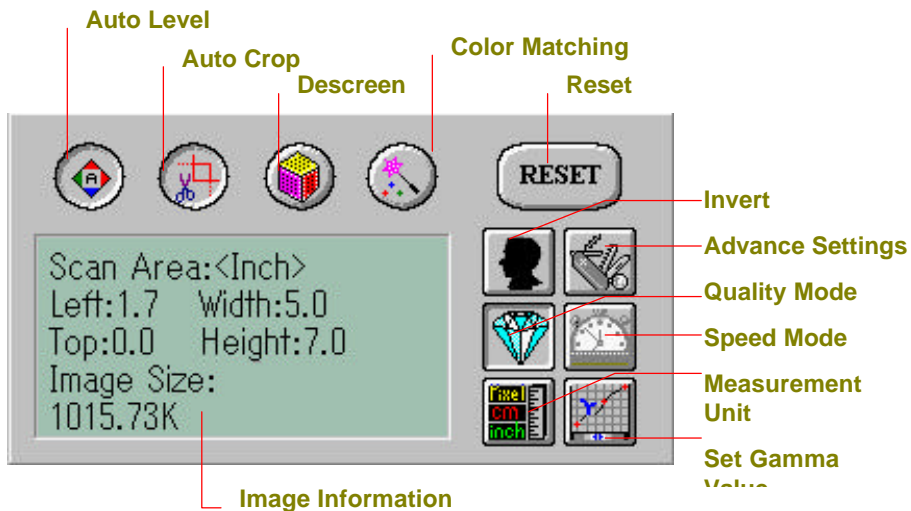 Auto Level
Auto Crop
Color Matching
Descreen
Reset
A
RESET
Invert
Scan Area:<Inch>
Advance Settings
Left:1.7 Width:5.0
Quality Mode
Top:0.0 Height:7.0
Speed Mode
Image Size:
1015.73K
Measurement
Unit
Pixel
cm
inch
Set Gamma
Value
Image Information